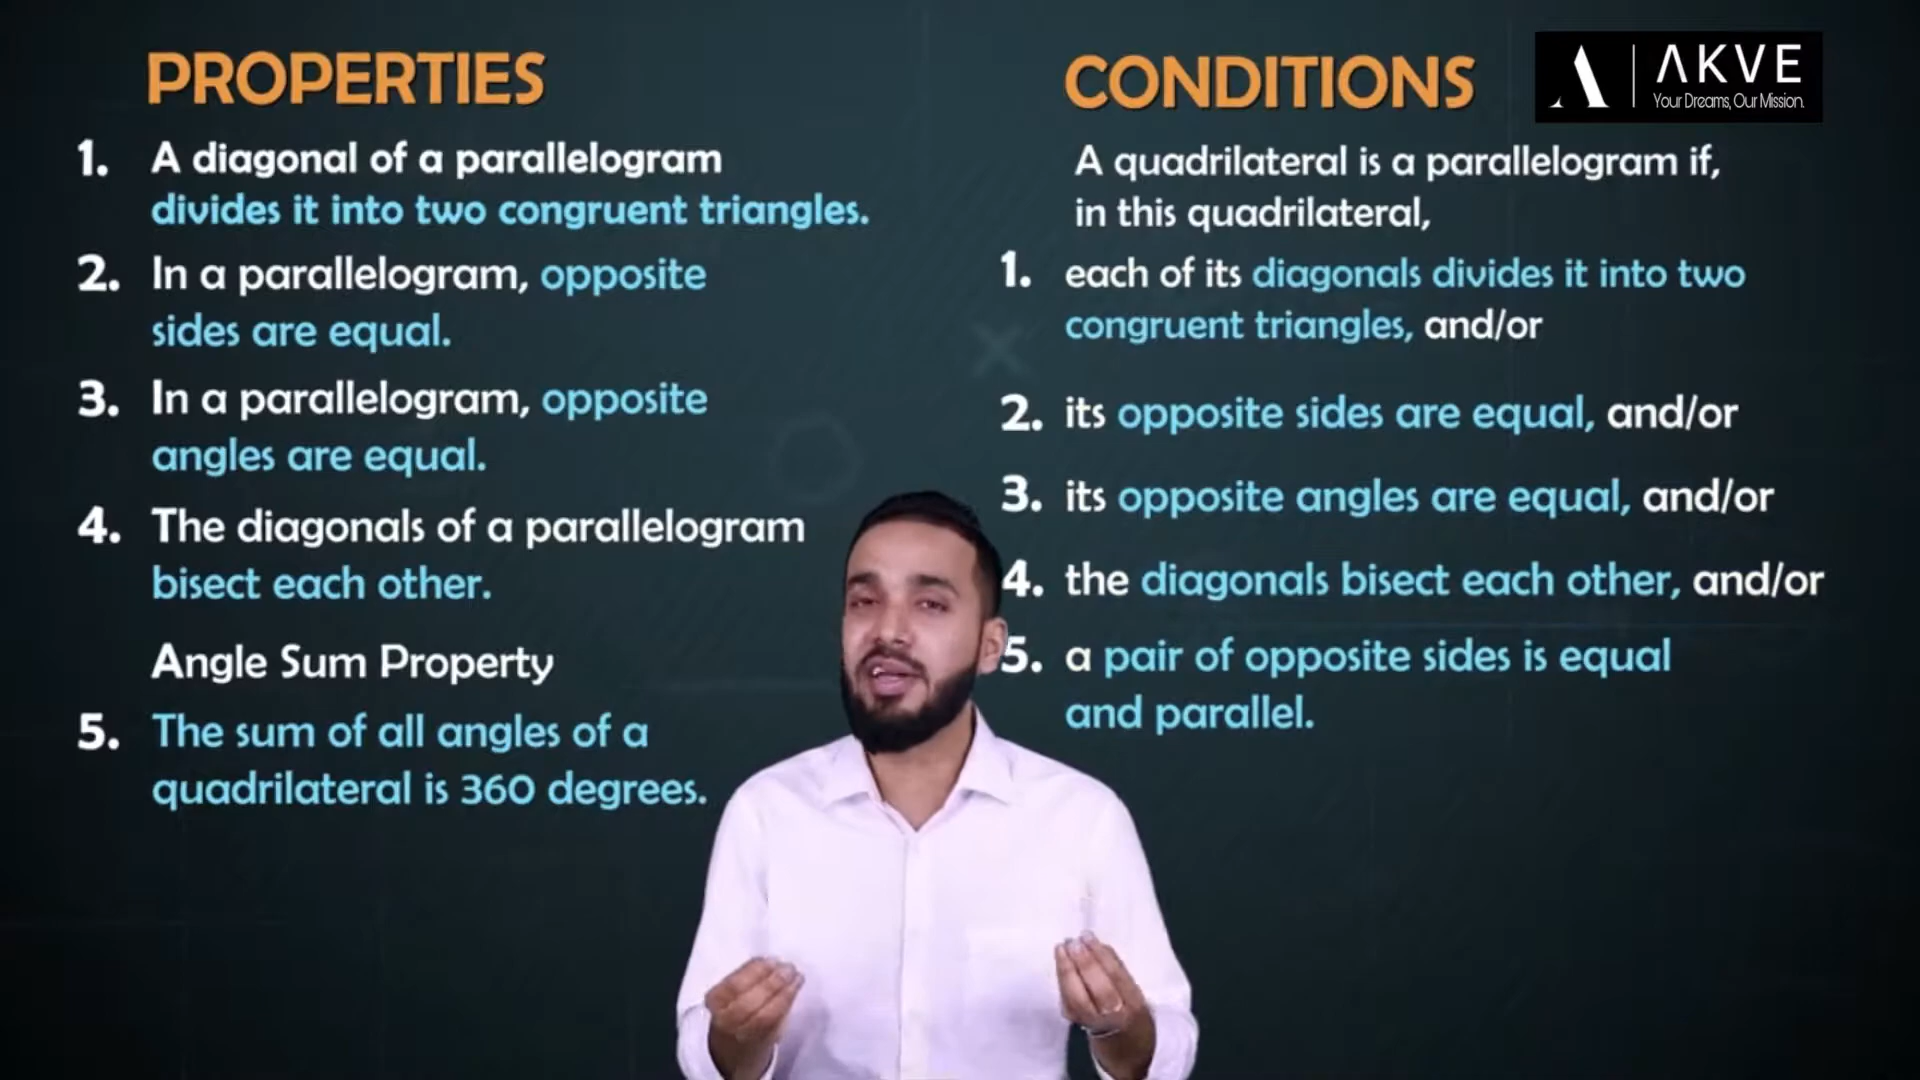 PROPERTIES
1. A diagonal of a parallelogram
divides it into two congruent triangles.
2. In a parallelogram, opposite
sides are equal.
3. In a parallelogram, opposite
angles are equal.
4. The diagonals of a parallelogram
bisect each other.
Angle Sum Property
5. The sum of all angles of a
quadrilateral is 360 degrees.
CONDITIONS
A quadrilateral is a parallelogram if,
in this quadrilateral,
1. each of its diagonals divides it into two
congruent triangles, and/or
2. its opposite sides are equal, and/or
3. its opposite angles are equal, and/or
4. the diagonals bisect each other, and/or
5. a pair of opposite sides is equal
and parallel.
AKVE
Your Dreams, Our Mission.